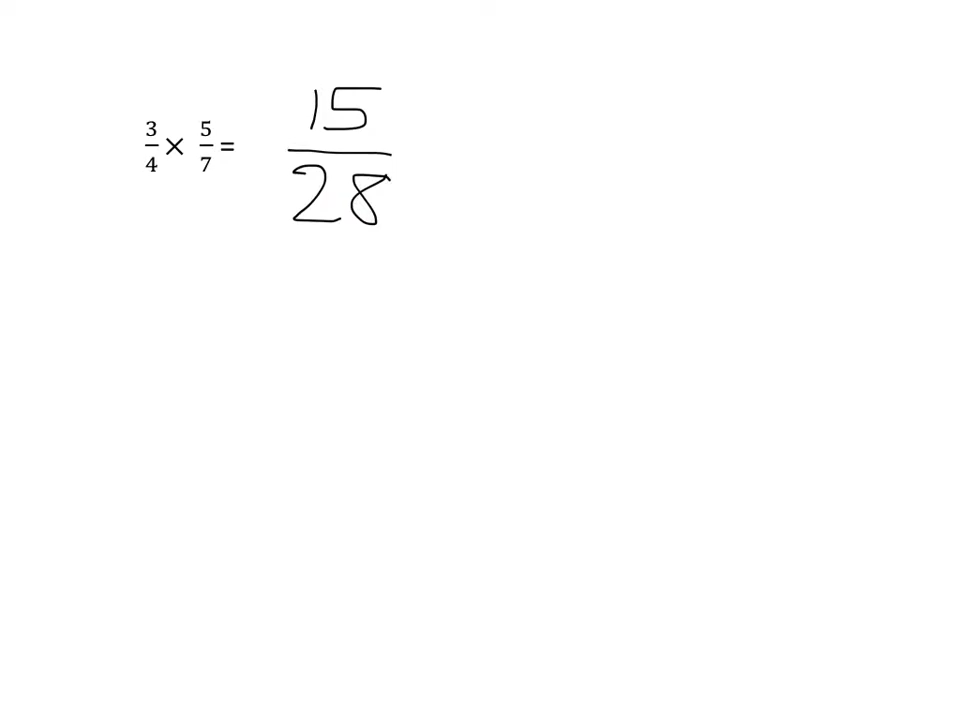 3/4 × 5/7 = 15/28